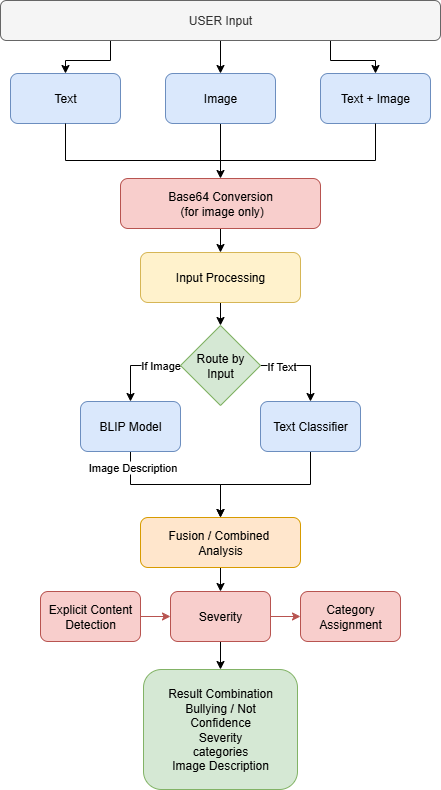 USER Input
Text
Image
Text + Image
Base64 Conversion
(for image only)
Input Processing
Route by
Input
If Image
If Text
BLIP Model
Text Classifier
Image Description
Fusion / Combined
Analysis
Explicit Content
Detection
Severity
Category
Assignment
Result Combination
Bullying / Not
Confidence
Severity
categories
Image Description